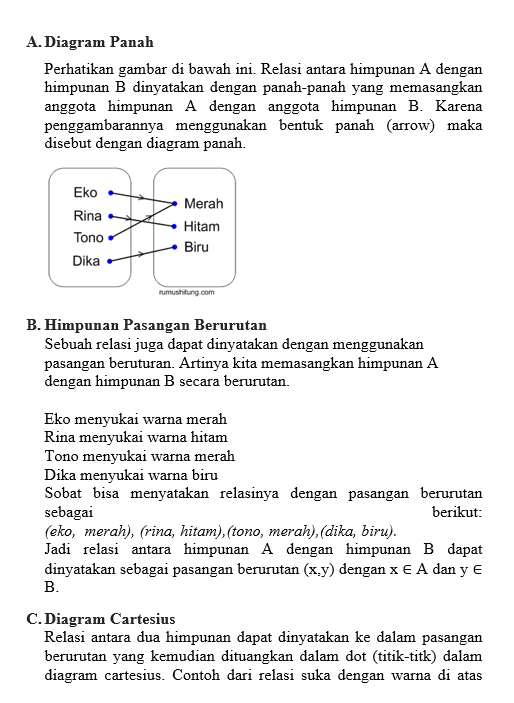 A. Diagram Panah
Perhatikan gambar di bawah ini. Relasi antara himpunan A dengan
himpunan B dinyatakan dengan panah-panah yang memasangkan
anggota himpunan A dengan anggota himpunan B. Karena
penggambarannya menggunakan bentuk panah (arrow) maka
disebut dengan diagram panah.
Eko
Rina
Tono
Dika
Merah
Hitam
Biru
rumushitung.com
B. Himpunan Pasangan Berurutan
Sebuah relasi juga dapat dinyatakan dengan menggunakan
pasangan beruturan. Artinya kita memasangkan himpunan A
dengan himpunan B secara berurutan.
Eko menyukai warna merah
Rina menyukai warna hitam
Tono menyukai warna merah
Dika menyukai warna biru
Sobat bisa menyatakan relasinya dengan pasangan berurutan
sebagai berikut:
(eko, merah), (rina, hitam),(tono, merah),(dika, biru).
Jadi relasi antara himpunan A dengan himpunan B dapat
dinyatakan sebagai pasangan berurutan (x,y) dengan x ∈ A dan y ∈
B.
C. Diagram Cartesius
Relasi antara dua himpunan dapat dinyatakan ke dalam pasangan
berurutan yang kemudian dituangkan dalam dot (titik-titk) dalam
diagram cartesius. Contoh dari relasi suka dengan warna di atas